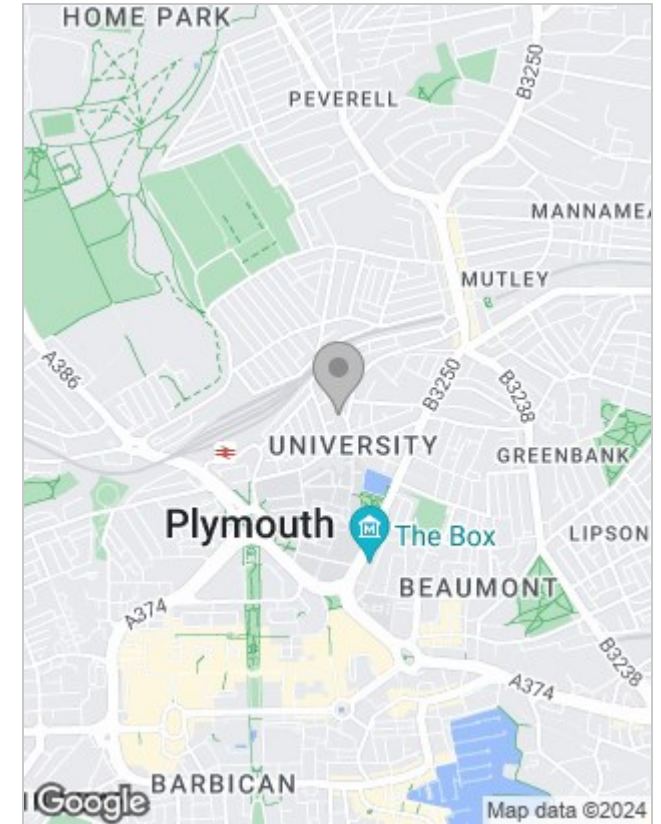 HOME PARK
B3250
PEVERELL
MANNAMEA
MUTLEY
A386
B3250
B3238
UNIVERSITY
GREENBANK
Plymouth
The Box
LIPSON
BEAUMONT
A374
B3238
A374
BARBICAN
Google
Map data ©2024